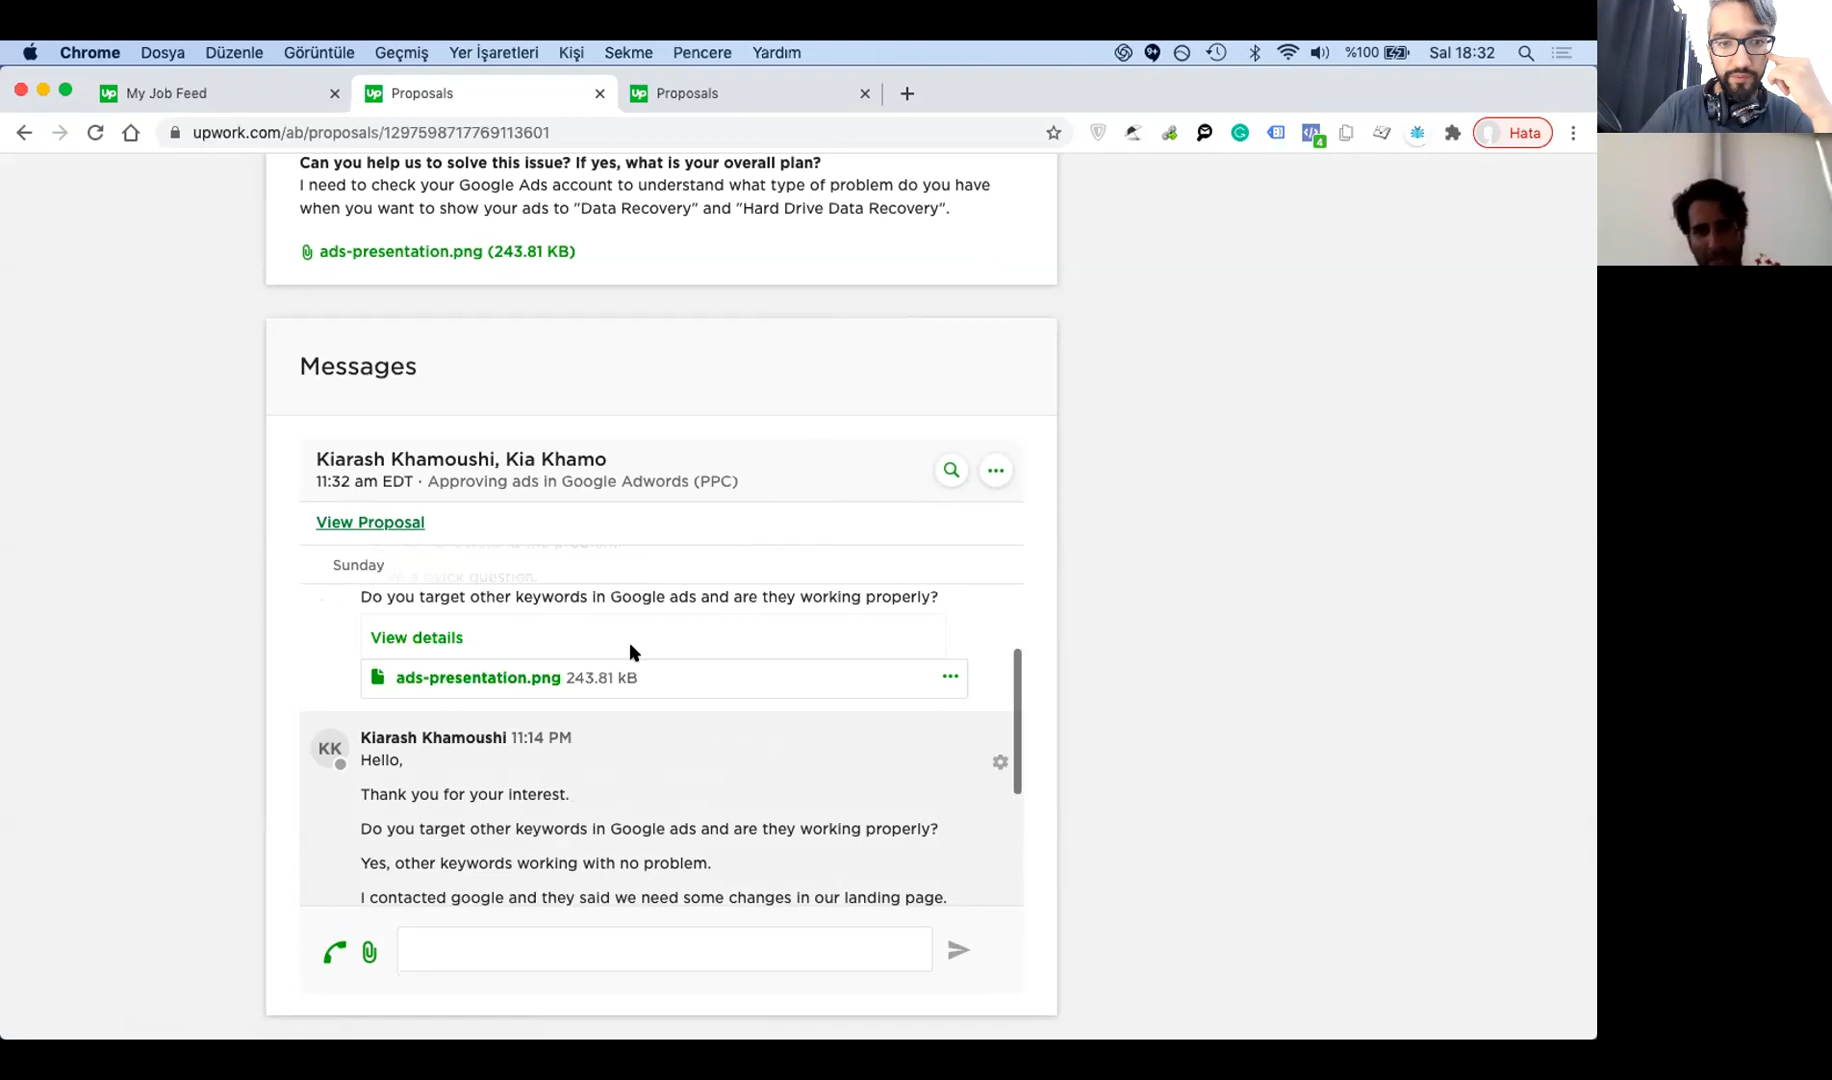 Chrome Dosya Düzenle Görüntüle Geçmiş Yer İşaretleri Kişi Sekme Pencere Yardım %100 Sal 18:32
My Job Feed
Proposals
Proposals
upwork.com/ab/proposals/1297598717769113601
4
Hata
Can you help us to solve this issue? If yes, what is your overall plan?
I need to check your Google Ads account to understand what type of problem do you have
when you want to show your ads to "Data Recovery" and "Hard Drive Data Recovery".
ads-presentation.png (243.81 KB)
Messages
Kiarash Khamoushi, Kia Khamo
11:32 am EDT · Approving ads in Google Adwords (PPC)
View Proposal
Sunday
a quick question.
Do you target other keywords in Google ads and are they working properly?
View details
ads-presentation.png 243.81 kB
KK
Kiarash Khamoushi 11:14 PM
Hello,
Thank you for your interest.
Do you target other keywords in Google ads and are they working properly?
Yes, other keywords working with no problem.
I contacted google and they said we need some changes in our landing page.